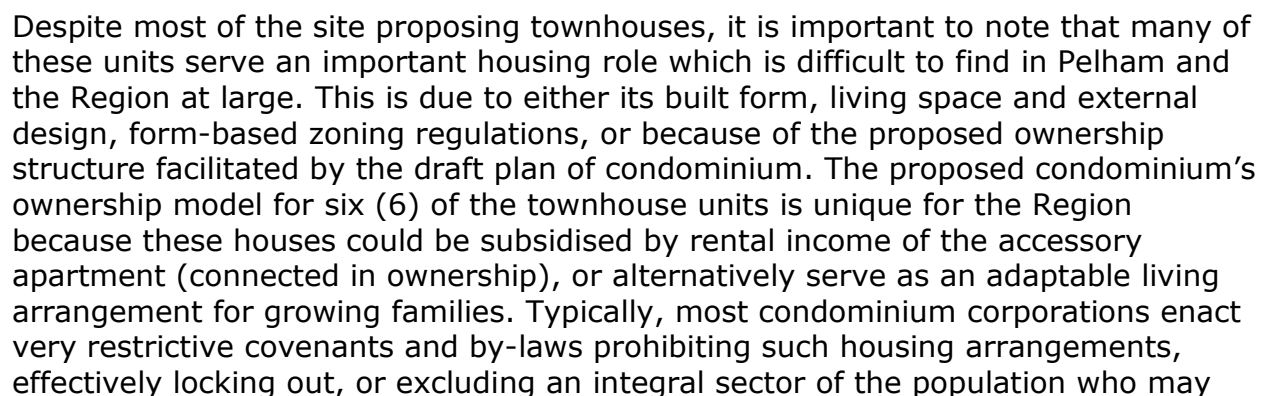 Despite most of the site proposing townhouses, it is important to note that many of
these units serve an important housing role which is difficult to find in Pelham and
the Region at large. This is due to either its built form, living space and external
design, form-based zoning regulations, or because of the proposed ownership
structure facilitated by the draft plan of condominium. The proposed condominium’s
ownership model for six (6) of the townhouse units is unique for the Region
because these houses could be subsidised by rental income of the accessory
apartment (connected in ownership), or alternatively serve as an adaptable living
arrangement for growing families. Typically, most condominium corporations enact
very restrictive covenants and by-laws prohibiting such housing arrangements,
effectively locking out, or excluding an integral sector of the population who may